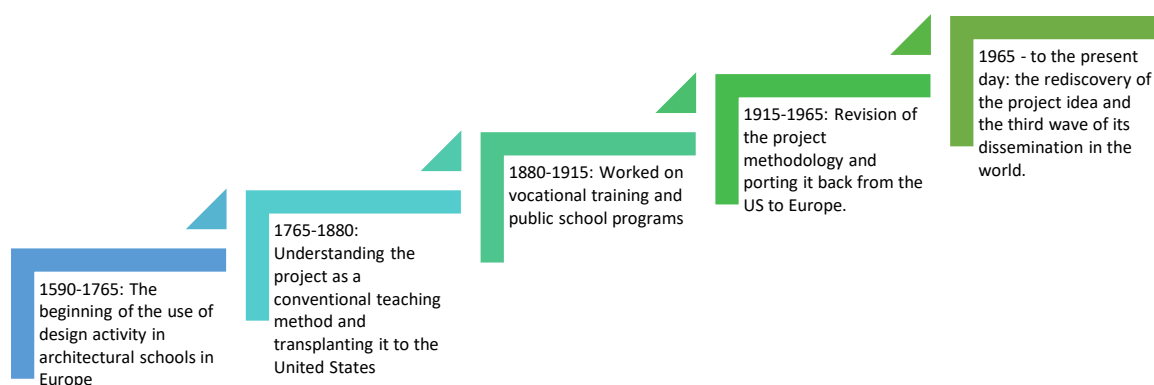 1590-1765: The
beginning of the use of
design activity in
architectural schools in
Europe
1765-1880:
Understanding the
project as a
conventional teaching
method and
transplanting it to the
United States
1880-1915: Worked on
vocational training and
public school programs
1915-1965: Revision of
the project
methodology and
porting it back from the
US to Europe.
1965 - to the present
day: the rediscovery of
the project idea and
the third wave of its
dissemination in the
world.